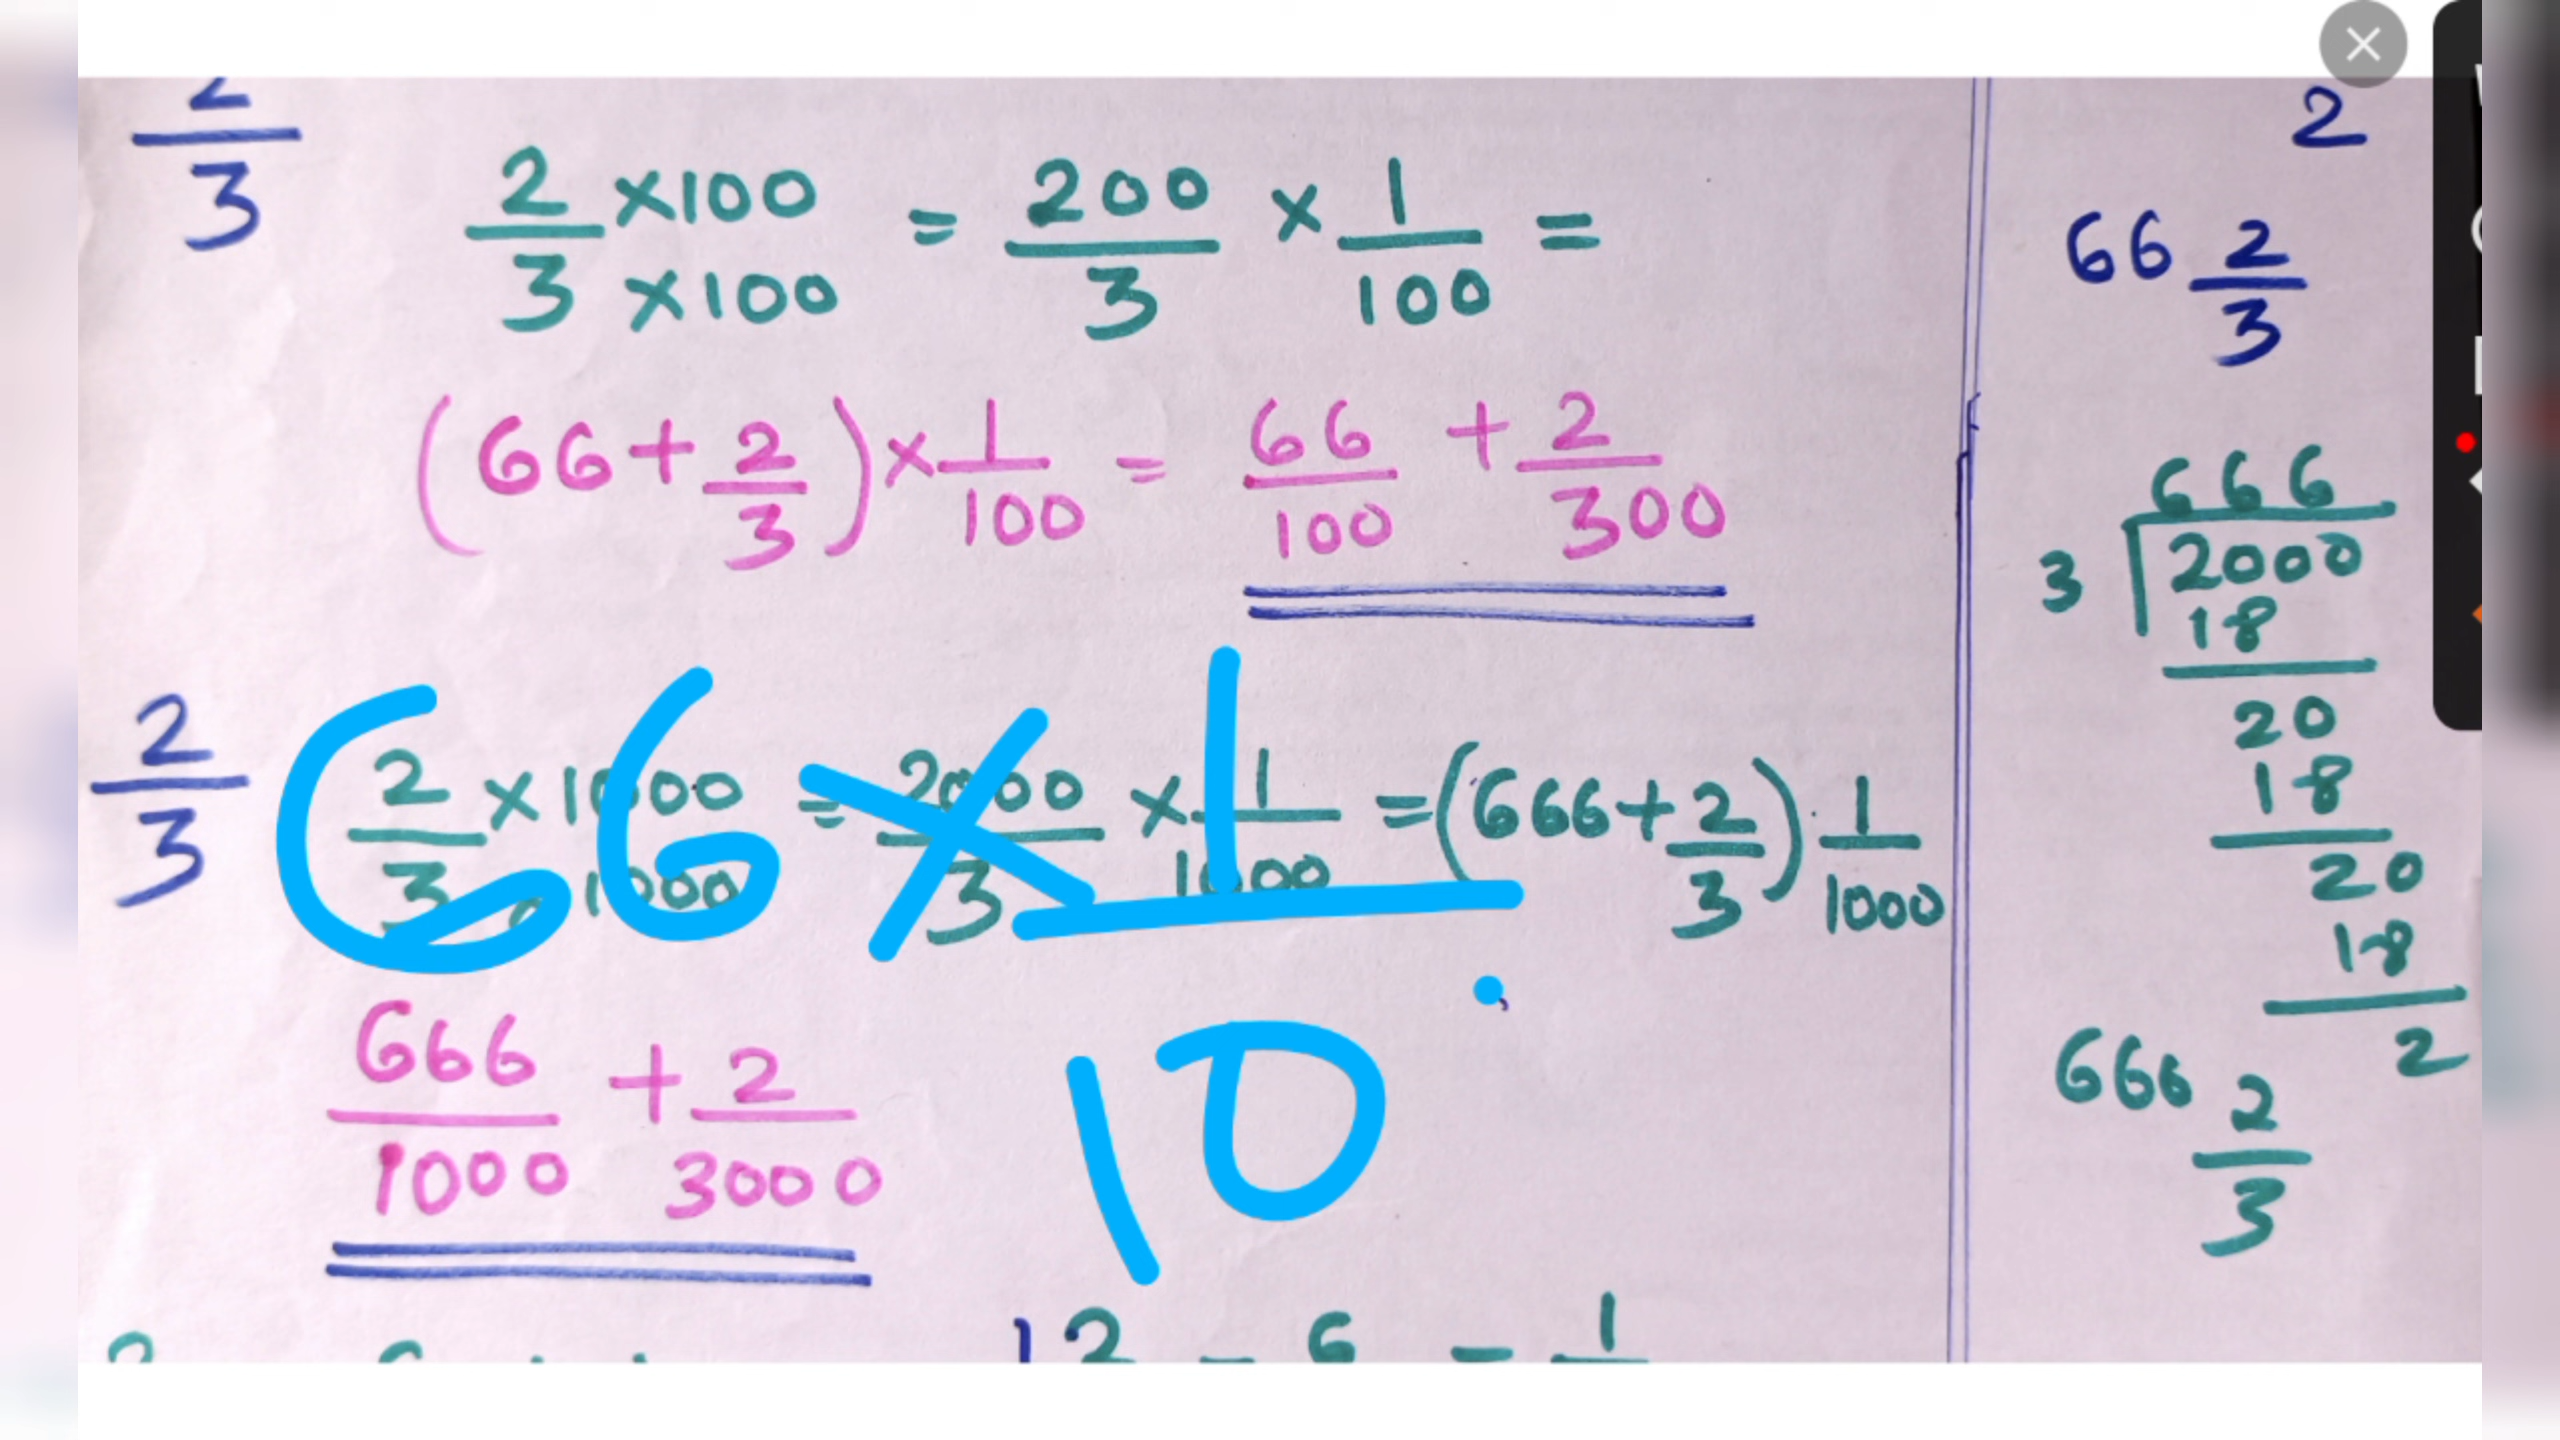 2/3
2/3 ×100 ×100 = 200/3 × 1/100 =
(66 + 2/3) × 1/100 = 66/100 + 2/300
2/3
2/3 ×1000 1000 = 2000/3 × 1/1000 = (666 + 2/3) 1/1000
66 × 1/10
666/1000 + 2/3000
12 - 6 - 1
2
66 2/3
666
3 2000
18
20
18
20
18
2
666 2/3